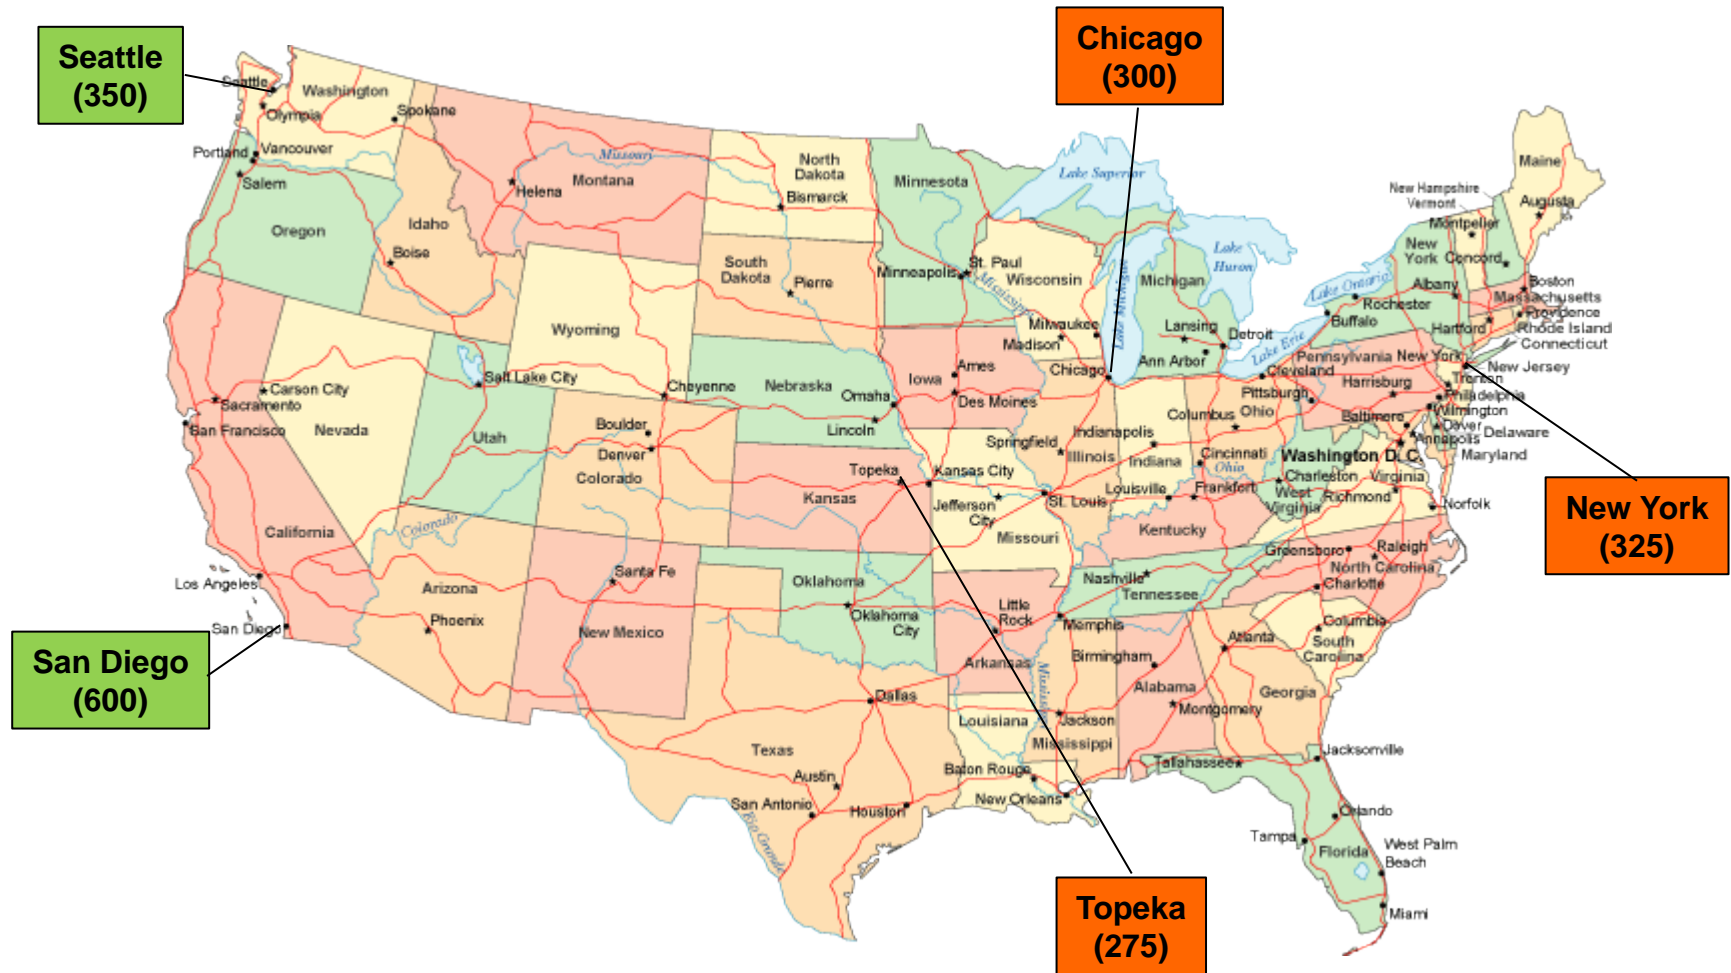 Seattle
(350)
Chicago
(300)
New York
(325)
San Diego
(600)
Topeka
(275)
Seattle
Washington
Spokane
Olympia
Portland
Vancouver
Salem
Oregon
Idaho
Boise
Missouri
Helena
Montana
North
Dakota
Bismarck
South
Dakota
Pierre
Minnesota
Minneapolis
St. Paul
Wisconsin
Mississippi
Lake Superior
Lake Michigan
Lake
Huron
Michigan
Milwaukee
Madison
Lansing
Detroit
Ann Arbor
Chicago
Lake Erie
Lake Ontario
Maine
Augusta
New Hampshire
Vermont
Montpelier
New
York
Concord
Albany
Rochester
Buffalo
Boston
Massachusetts
Providence
Rhode Island
Hartford
Connecticut
Pennsylvania
New York
New Jersey
Cleveland
Harrisburg
Trenton
Pittsburgh
Philadelphia
Wilmington
Baltimore
Dover
Delaware
Annapolis
Maryland
Washington D. C.
Columbus
Ohio
Indianapolis
Indiana
Cincinnati
Ohio
Charleston
West
Virginia
Virginia
Richmond
Norfolk
Louisville
Frankfort
Kentucky
Springfield
Illinois
St. Louis
Iowa
Ames
Des Moines
Nebraska
Omaha
Lincoln
Wyoming
Cheyenne
Salt Lake City
Utah
Carson City
Nevada
Sacramento
San Francisco
California
Los Angeles
San Diego
Boulder
Denver
Colorado
Colorado
Topeka
Kansas
Kansas City
Jefferson
City
Missouri
Arizona
Phoenix
Santa Fe
New Mexico
Oklahoma
Oklahoma
City
Little
Rock
Arkansas
Nashville
Tennessee
Memphis
Greensboro
Raleigh
North Carolina
Charlotte
Columbia
South
Carolina
Atlanta
Georgia
Birmingham
Alabama
Montgomery
Mississippi
Jackson
Mississippi
Louisiana
Baton Rouge
New Orleans
Dallas
Texas
Austin
San Antonio
Houston
Rio Grande
Tallahassee
Jacksonville
Orlando
Tampa
Florida
West Palm
Beach
Miami